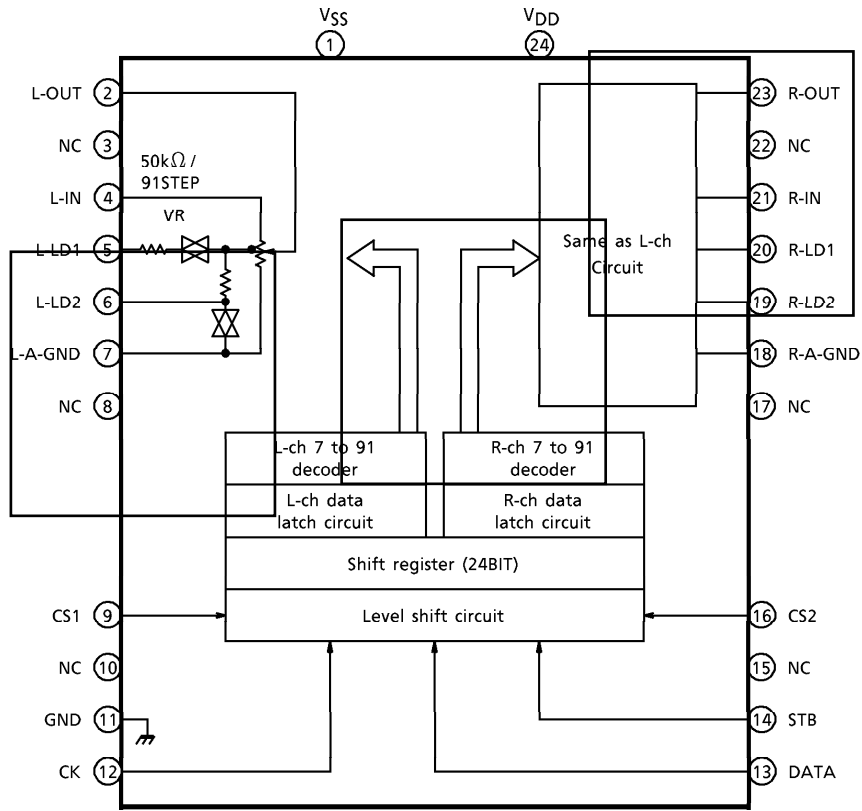 VSS VDD
1 24
L-OUT 2
23 R-OUT
NC 3
22 NC
50kΩ /
91STEP
L-IN 4
21 R-IN
VR
L-LD1 5
20 R-LD1
Same as L-ch
Circuit
L-LD2 6
19 R-LD2
L-A-GND 7
18 R-A-GND
NC 8
17 NC
L-ch 7 to 91
decoder
R-ch 7 to 91
decoder
L-ch data
latch circuit
R-ch data
latch circuit
Shift register (24BIT)
Level shift circuit
CS1 9
16 CS2
NC 10
15 NC
GND 11
14 STB
CK 12
13 DATA